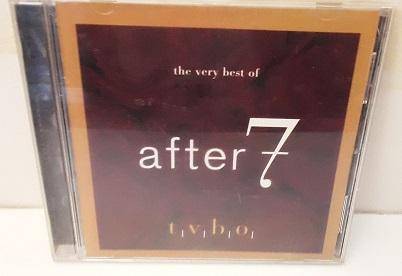 the very best of
after 7
t|v|b|o|